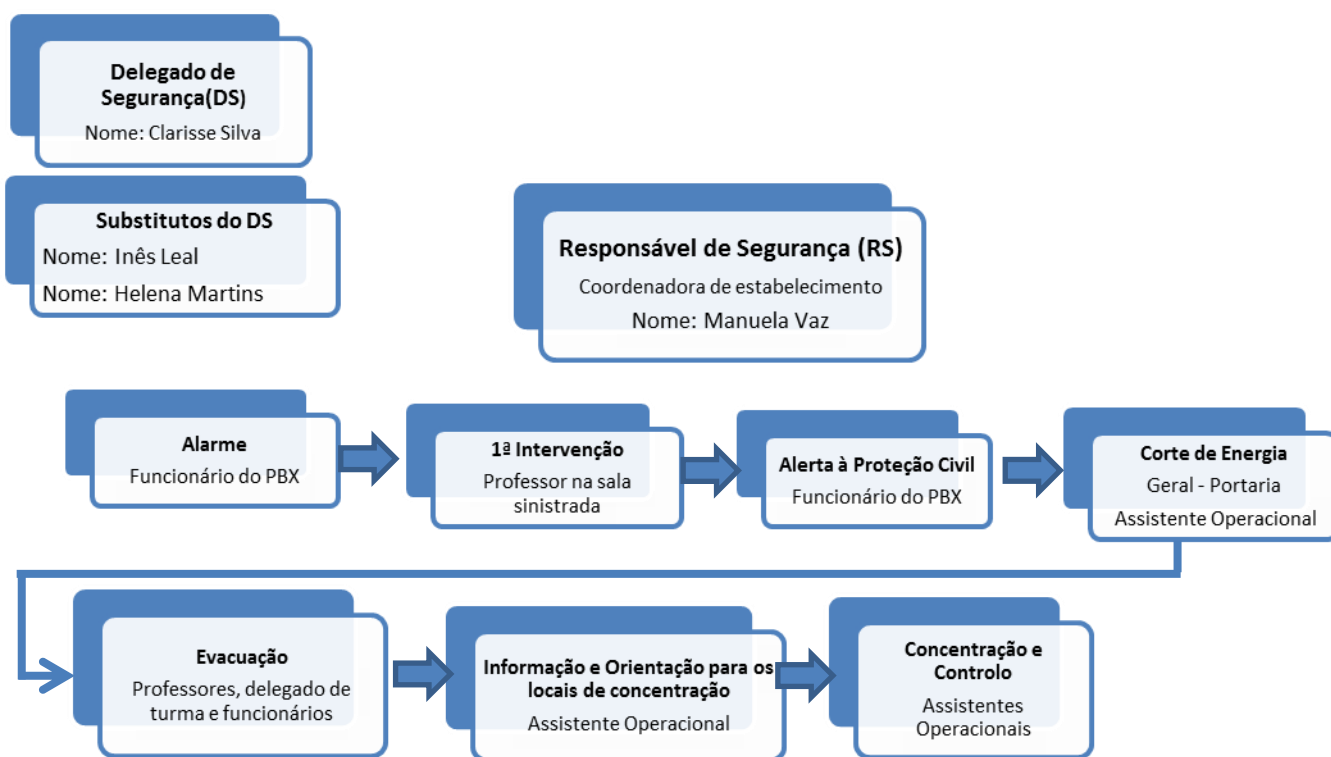 Delegado de
Segurança(DS)
Nome: Clarisse Silva
Substitutos do DS
Nome: Inês Leal
Nome: Helena Martins
Responsável de Segurança (RS)
Coordenadora de estabelecimento
Nome: Manuela Vaz
Alarme
Funcionário do PBX
1ª Intervenção
Professor na sala
sinistrada
Alerta à Proteção Civil
Funcionário do PBX
Corte de Energia
Geral - Portaria
Assistente Operacional
Evacuação
Professores, delegado de
turma e funcionários
Informação e Orientação para os
locais de concentração
Assistente Operacional
Concentração e
Controlo
Assistentes
Operacionais